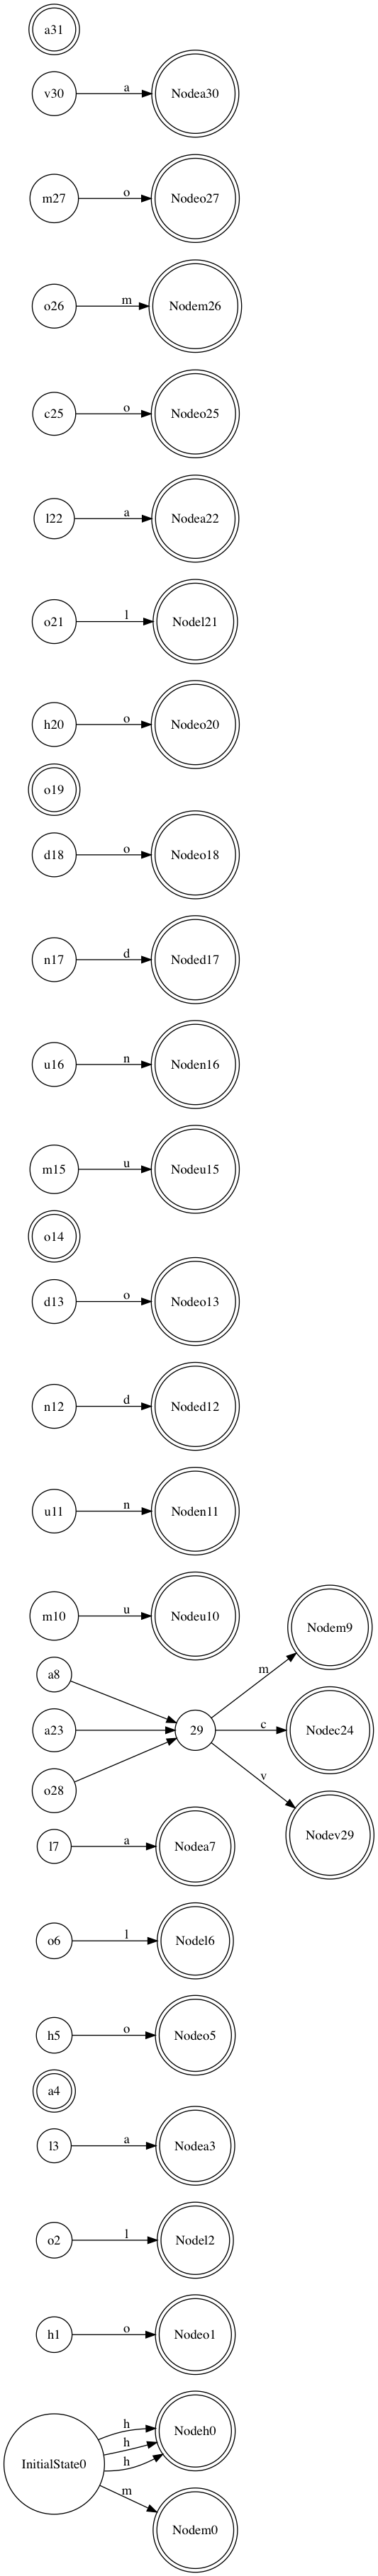 a31
v30 a Nodea30
m27 o Nodeo27
o26 m Nodem26
c25 o Nodeo25
l22 a Nodea22
o21 l Nodel21
h20 o Nodeo20
o19
d18 o Nodeo18
n17 d Noded17
u16 n Noden16
m15 u Nodeu15
o14
d13 o Nodeo13
n12 d Noded12
u11 n Noden11
m10 u Nodeu10
Nodem9
m
a8
a23 29 c Nodec24
v
o28
Nodev29
l7 a Nodea7
o6 l Nodel6
h5 o Nodeo5
a4
l3 a Nodea3
o2 l Nodel2
h1 o Nodeo1
h
h Nodeh0
h
InitialState0
m
Nodem0